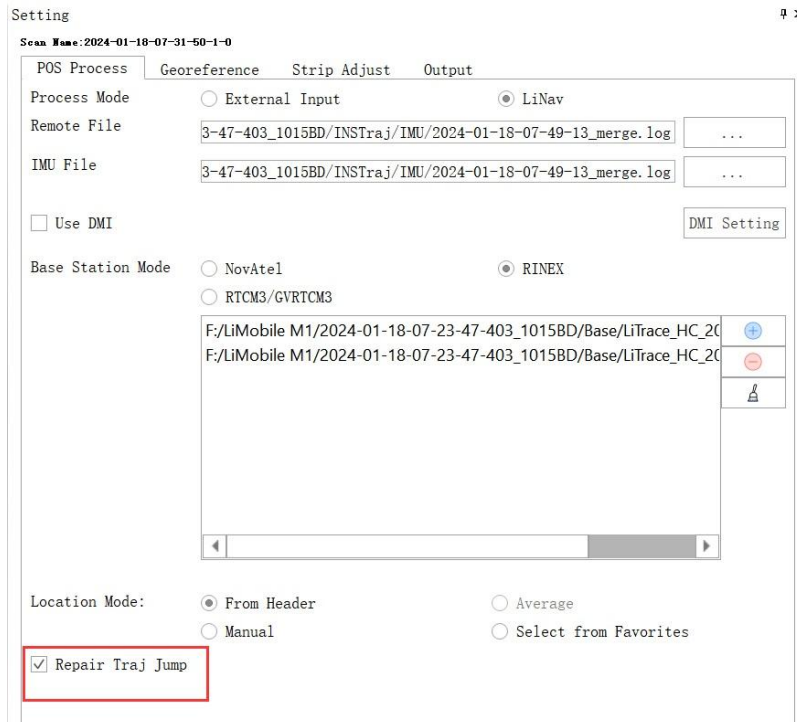 Setting
Scan Name:2024-01-18-07-31-50-1-0
POS Process Georeference Strip Adjust Output
Process Mode External Input LiNav
Remote File 3-47-403_1015BD/INSTraj/IMU/2024-01-18-07-49-13_merge.log ...
IMU File 3-47-403_1015BD/INSTraj/IMU/2024-01-18-07-49-13_merge.log ...
Use DMI DMI Setting
Base Station Mode NovAtel RINEX
RTCM3/GVRTCM3
F:/LiMobile M1/2024-01-18-07-23-47-403_1015BD/Base/LiTrace_HC_20
F:/LiMobile M1/2024-01-18-07-23-47-403_1015BD/Base/LiTrace_HC_20
Location Mode: From Header Average
Manual Select from Favorites
Repair Traj Jump